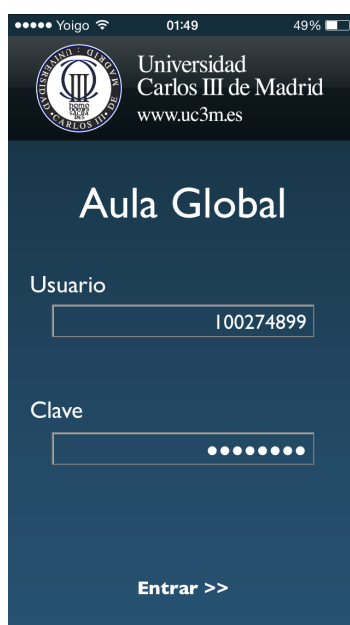 ●●●●● Yoigo 01:49 49%
Universidad
Carlos III de Madrid
www.uc3m.es
Aula Global
Usuario
100274899
Clave
●●●●●●●●
Entrar >>